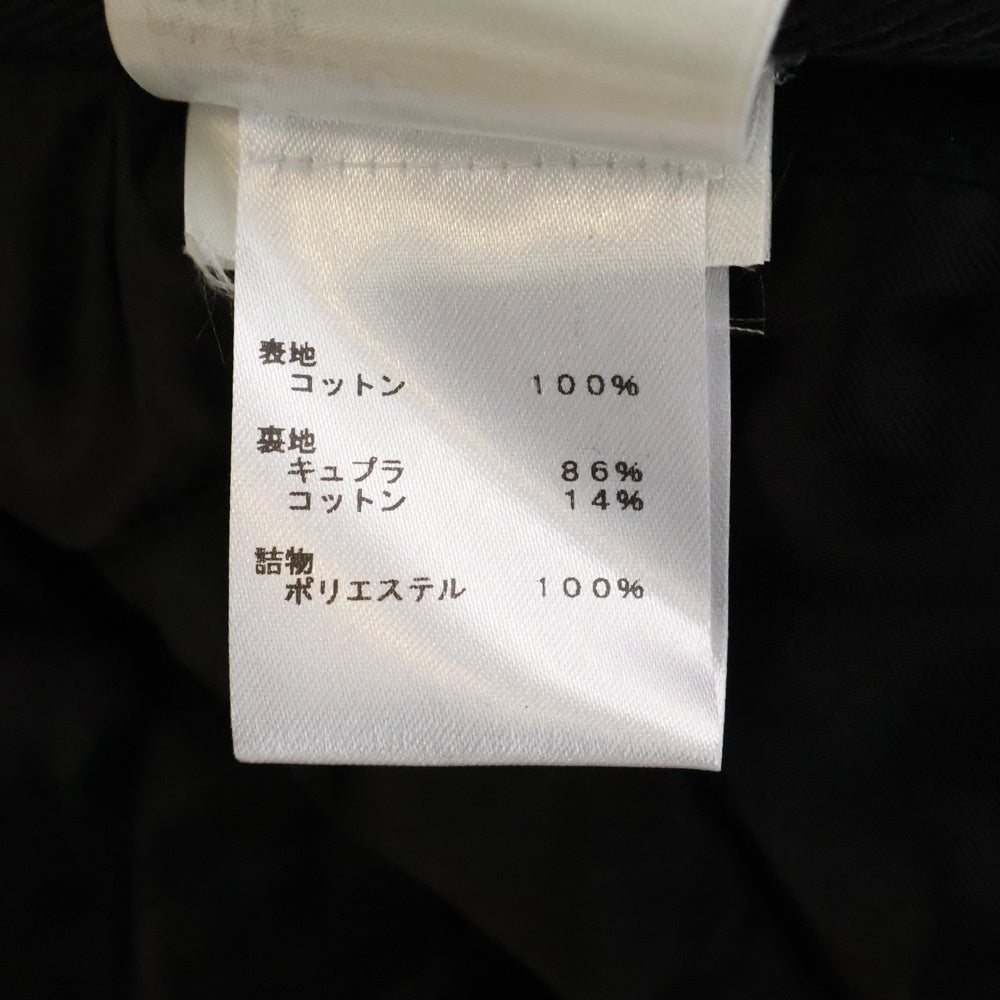 表地
コットン １００％
裏地
キュプラ ８６％
コットン １４％
詰物
ポリエステル １００％